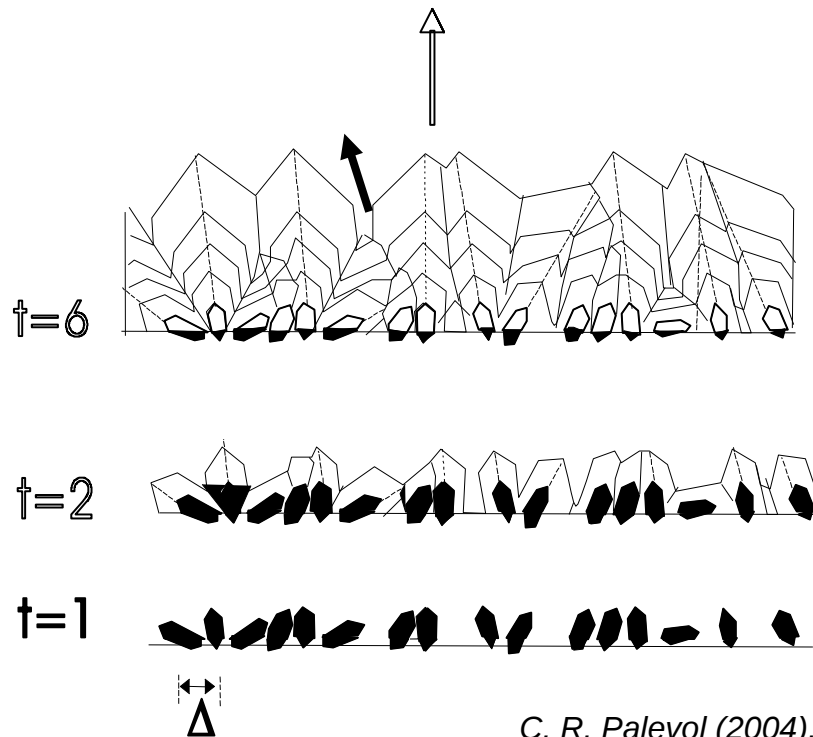 t=6
t=2
t=1
Δ
C. R. Palevol (2004).